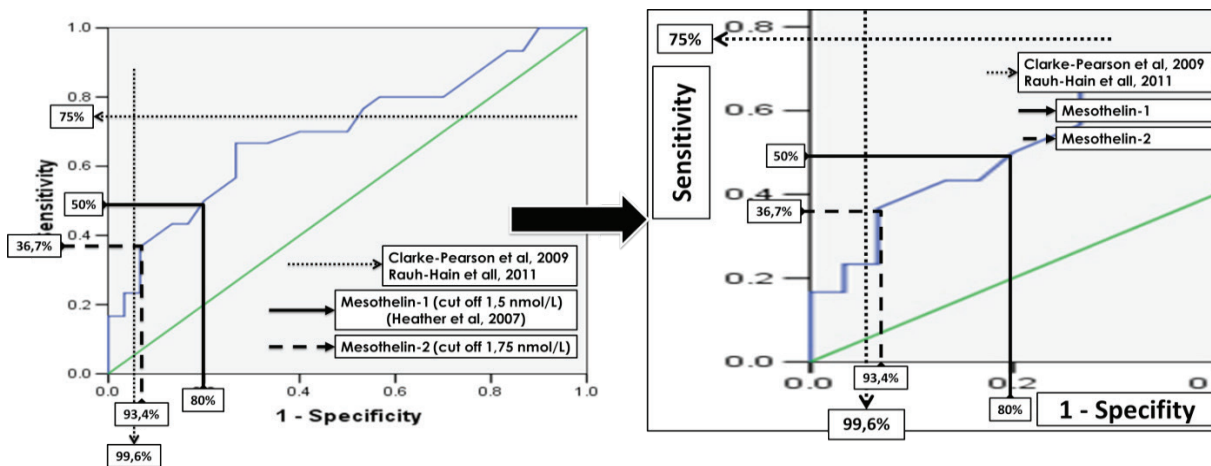 1.0
0.8
75%
0.6
Sensitivity
50%
0.4
36,7%
0.2
0.0
0.0
0.4
0.6
0.8
1.0
93,4%
80%
1 - Specificity
99,6%
Clarke-Pearson et al, 2009
Rauh-Hain et all, 2011
Mesothelin-1 (cut off 1,5 nmol/L)
(Heather et al, 2007)
Mesothelin-2 (cut off 1,75 nmol/L)
0.8
75%
Sensitivity
0.6
50%
0.4
36,7%
0.2
0.0
0.0
0.2
93,4%
80%
1 - Specifity
99,6%
Clarke-Pearson et al, 2009
Rauh-Hain et all, 2011
Mesothelin-1
Mesothelin-2